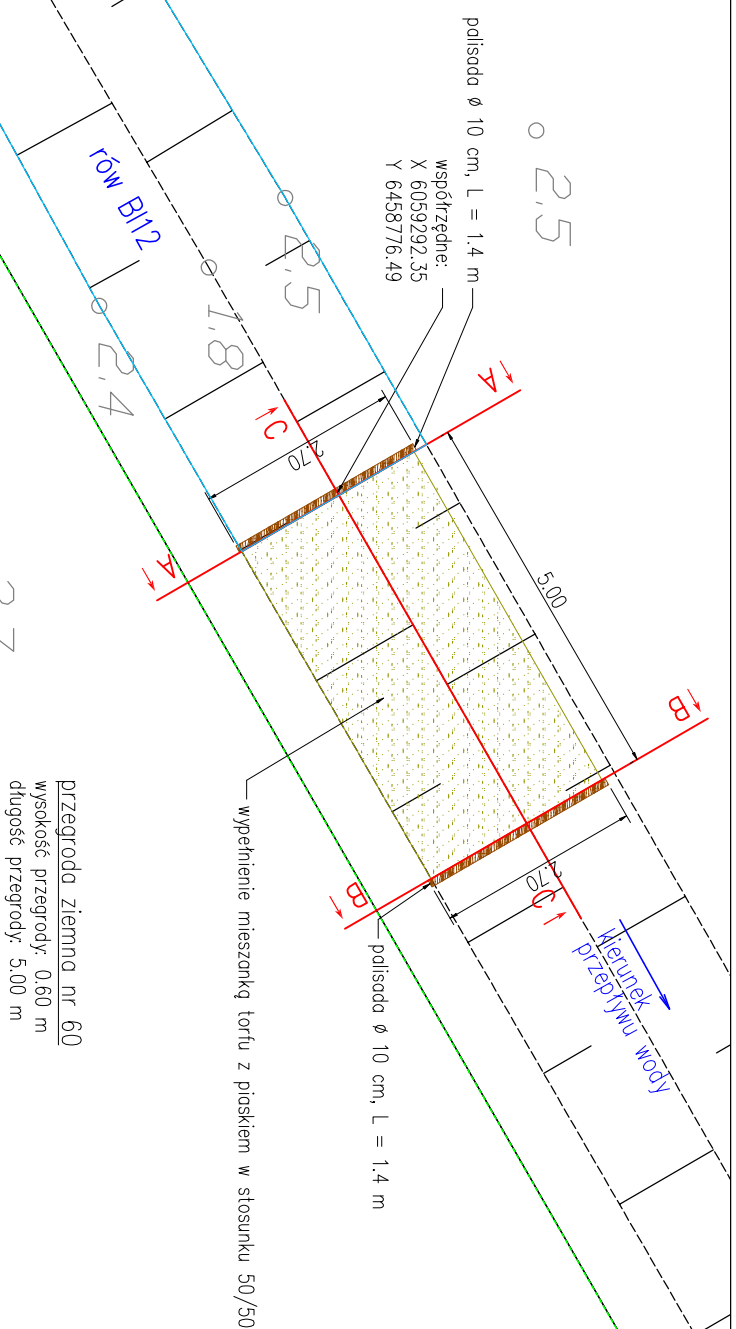 2.5
palisada ø 10 cm, L = 1.4 m
współrzędne:
X 6059292.35
Y 6458776.49
rów BI12
2.5
1.8
2.4
A
A
C
2.70
5.00
B
B
2.70
C
kierunek
przepływu wody
palisada ø 10 cm, L = 1.4 m
wypełnienie mieszanką torfu z piaskiem w stosunku 50/50
przegroda ziemna nr 60
wysokość przegrody: 0.60 m
długość przegrody: 5.00 m